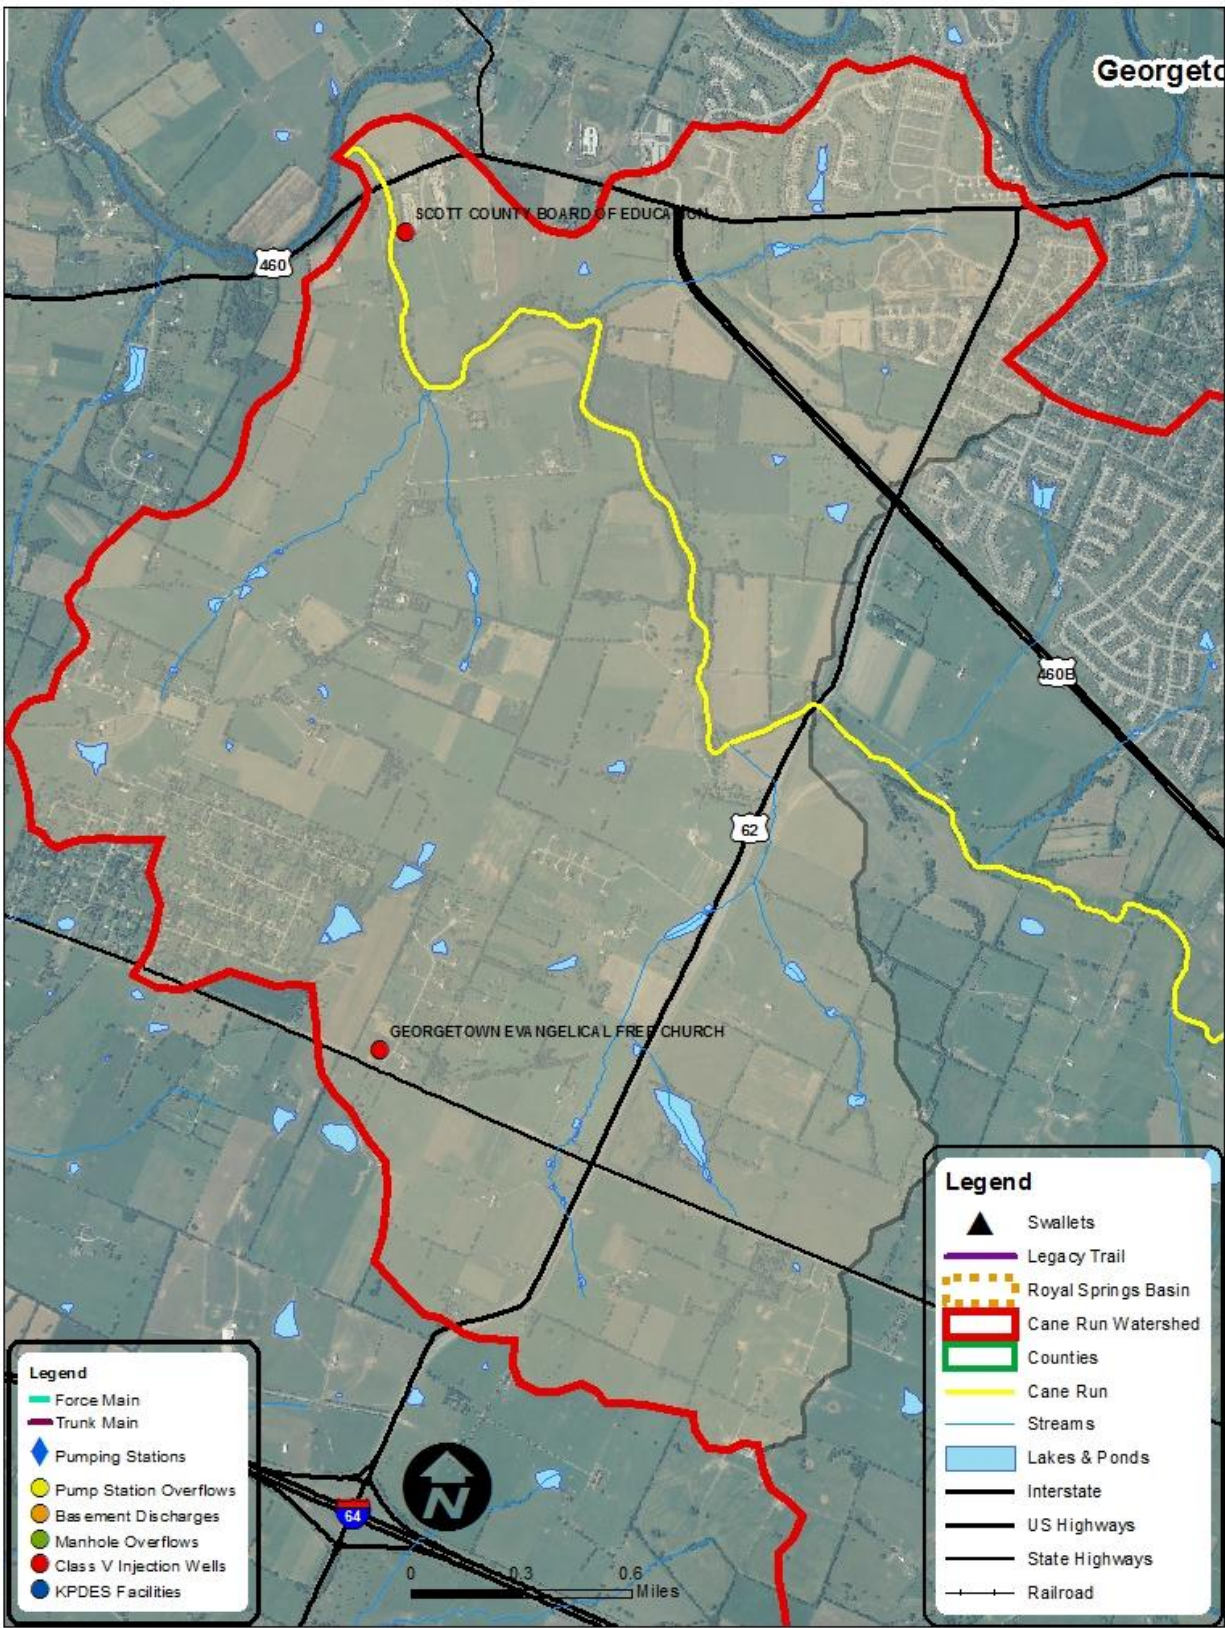 Georgeto
SCOTT COUNTY BOARD OF EDUCATION
460
460B
62
GEORGETOWN EVANGELICAL FREE CHURCH
Legend
Swallets
Legacy Trail
Royal Springs Basin
Cane Run Watershed
Counties
Cane Run
Streams
Lakes & Ponds
Interstate
US Highways
State Highways
Railroad
Legend
Force Main
Trunk Main
Pumping Stations
Pump Station Overflows
Basement Discharges
Manhole Overflows
Class V Injection Wells
KPDES Facilities
64
N
0 0.3 0.6
Miles